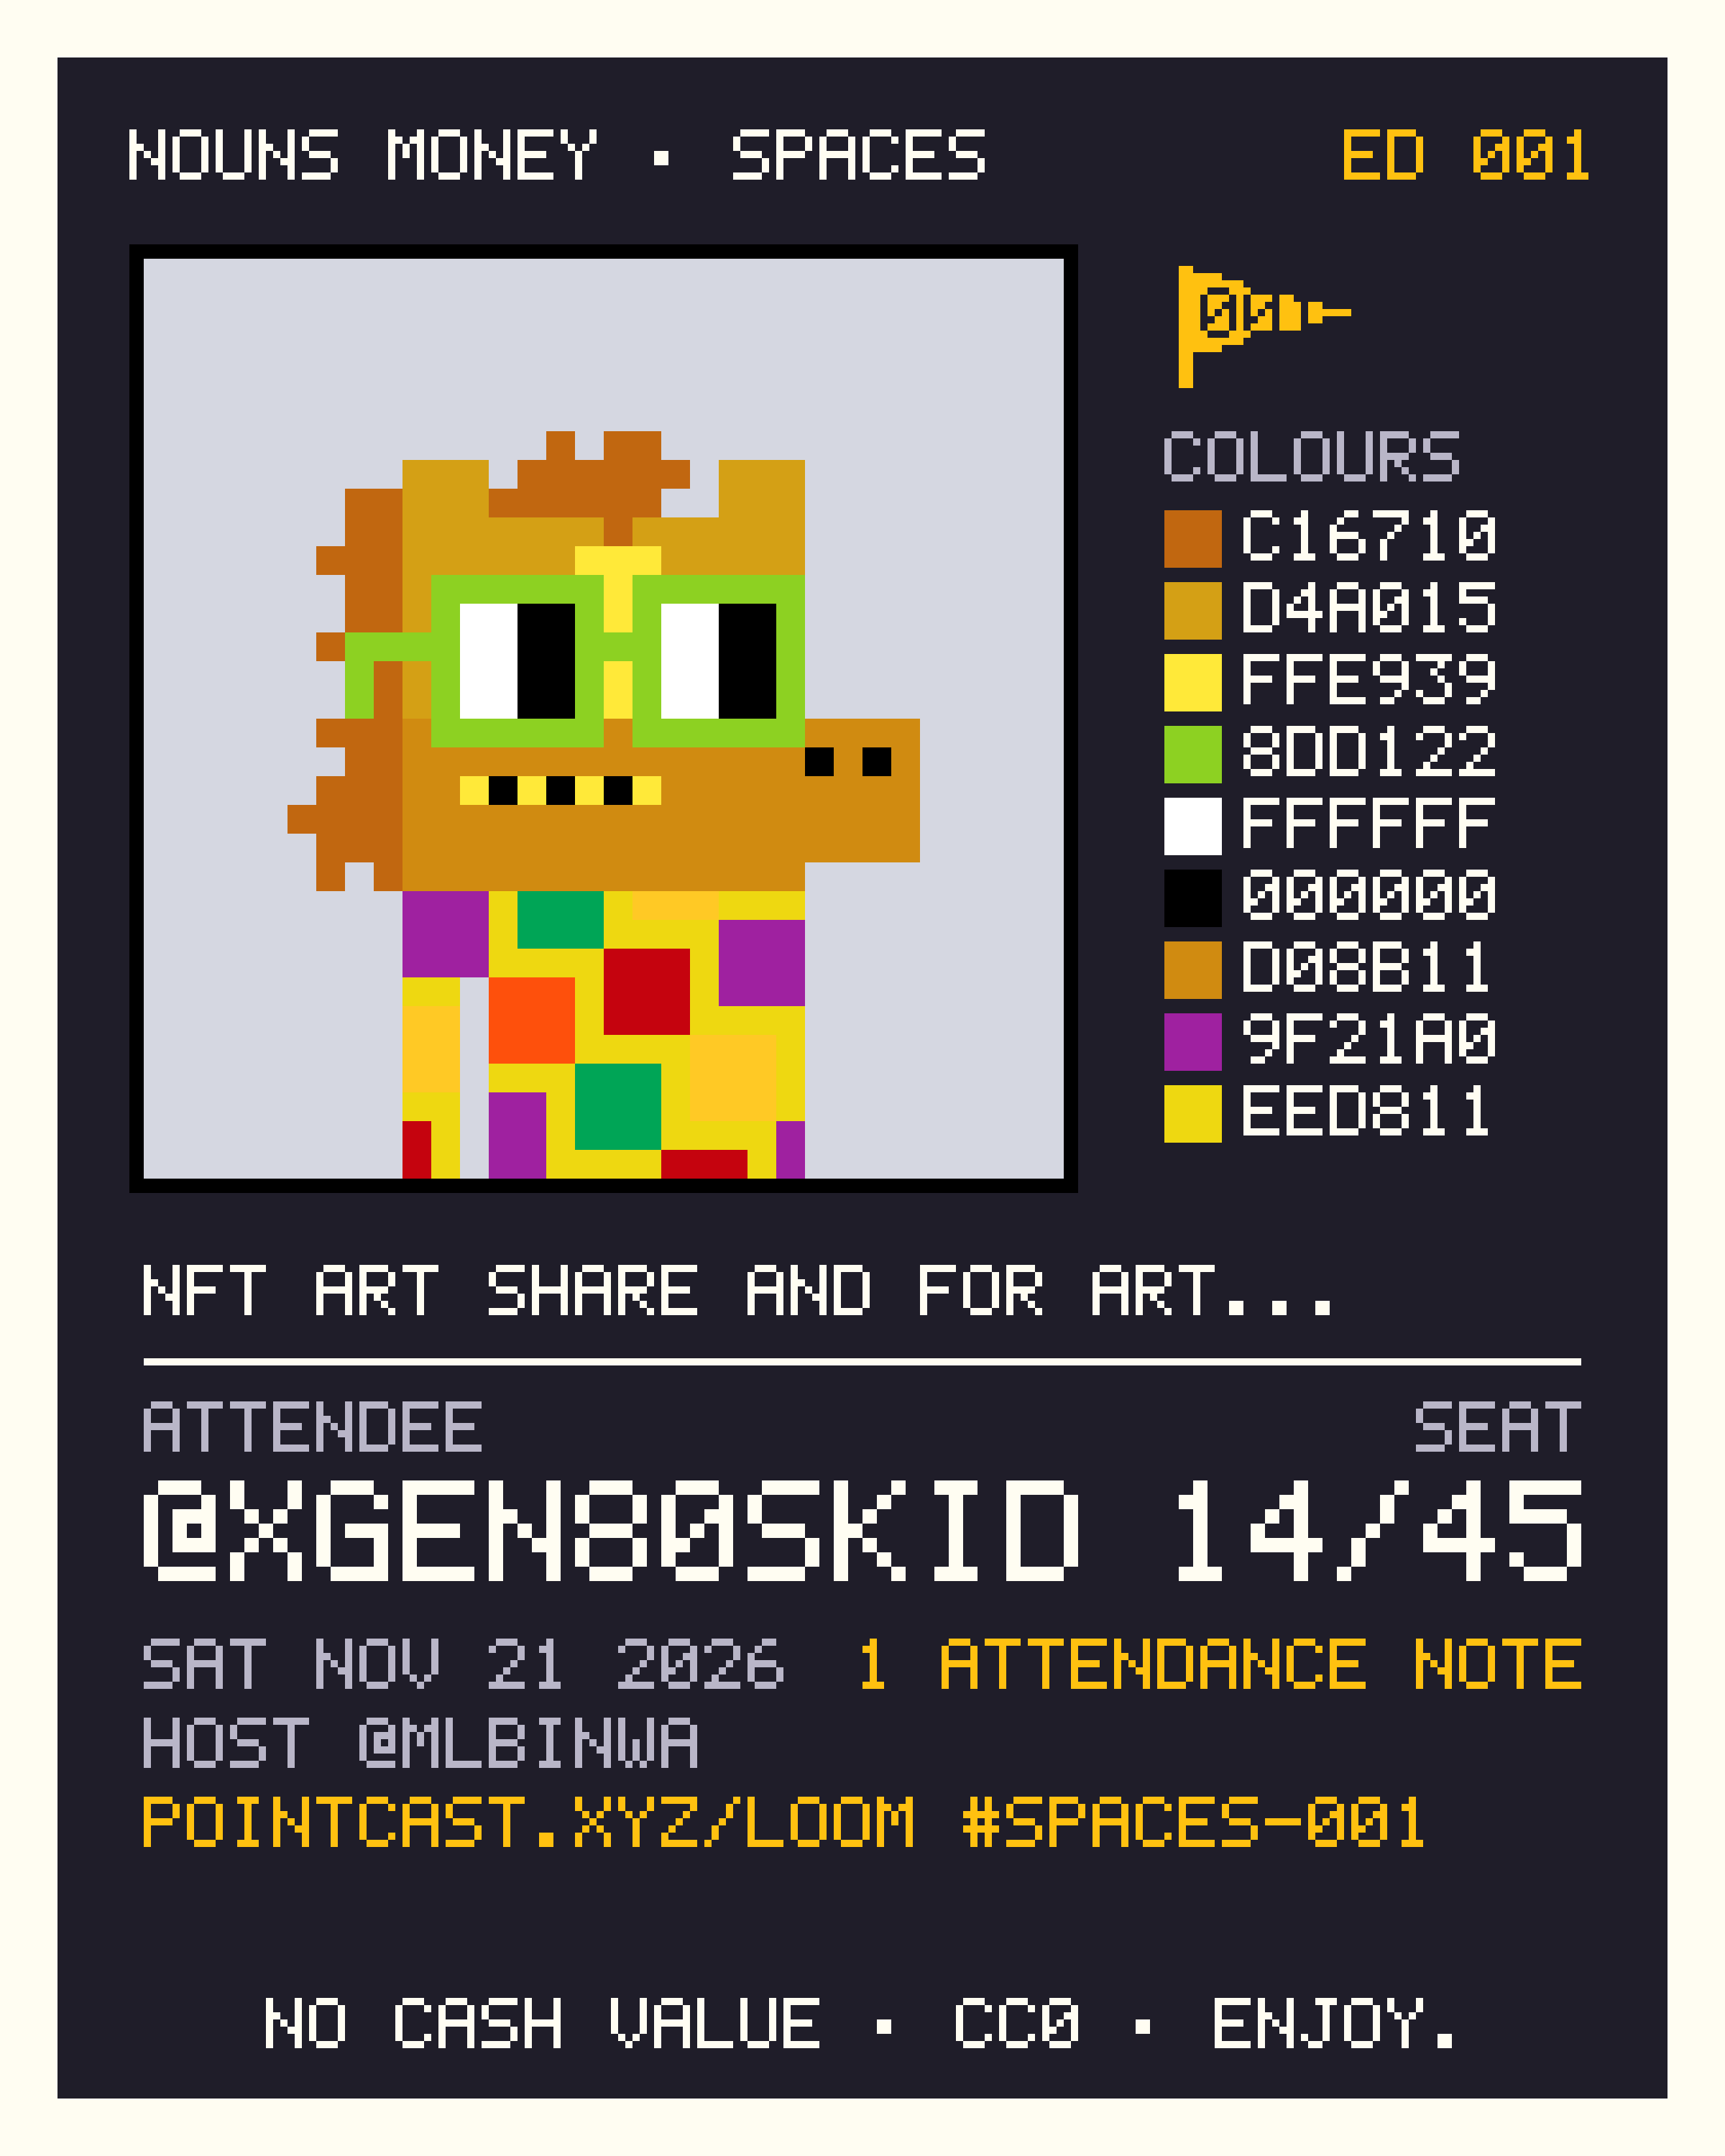 NOUNS MONEY · SPACES
ED 001
COLOURS
C16710
D4A015
FFE939
8DD122
FFFFFF
000000
D08B11
9F21A0
EED811
NFT ART SHARE AND FOR ART...
ATTENDEE
SEAT
@XGEN80SKID 14/45
SAT NOV 21 2026
1 ATTENDANCE NOTE
HOST @MLBINWA
POINTCAST.XYZ/LOOM #SPACES-001
NO CASH VALUE · CC0 · ENJOY.